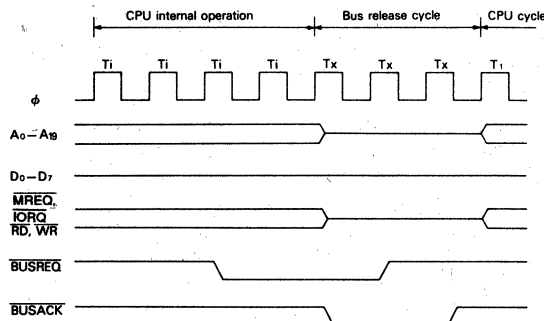 CPU internal operation Bus release cycle CPU cycle
Ti Ti Ti Ti Tx Tx Tx T1
φ
A0–A19
D0–D7
MREQ,
IORQ
RD, WR
BUSREQ
BUSACK